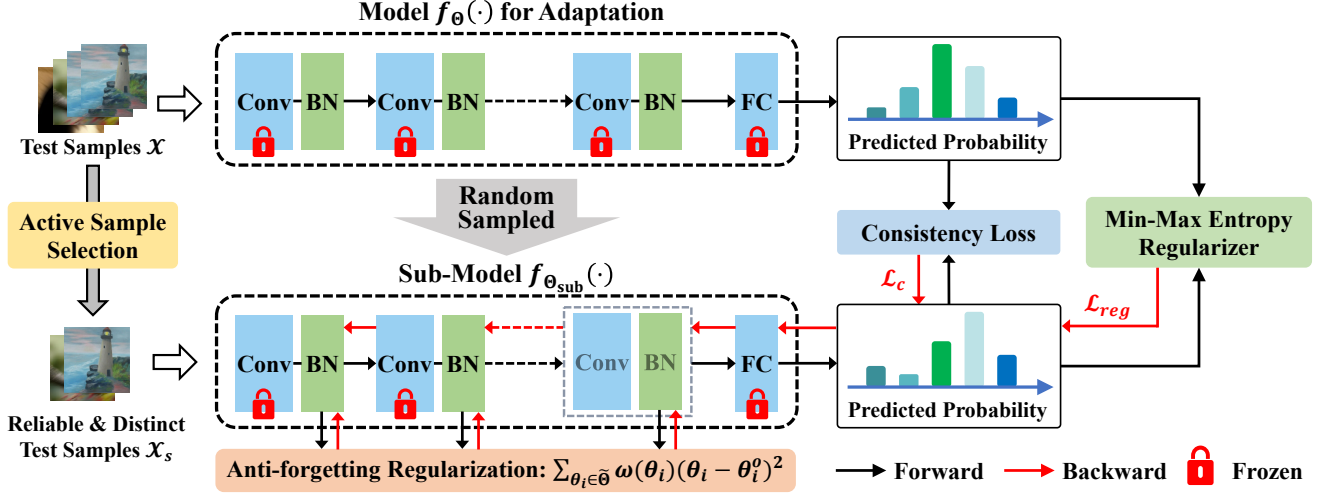 Model f_Θ(·) for Adaptation
Conv BN Conv BN Conv BN FC
Test Samples 𝒳
Predicted Probability
Active Sample
Selection
Random
Sampled
Consistency Loss
Min-Max Entropy
Regularizer
ℒ_c
ℒ_reg
Sub-Model f_Θ_sub(·)
Conv BN Conv BN Conv BN FC
Predicted Probability
Reliable & Distinct
Test Samples 𝒳_s
Anti-forgetting Regularization: ∑_{θ_i∈Θ̃} ω(θ_i)(θ_i − θ_i^o)^2
Forward Backward Frozen